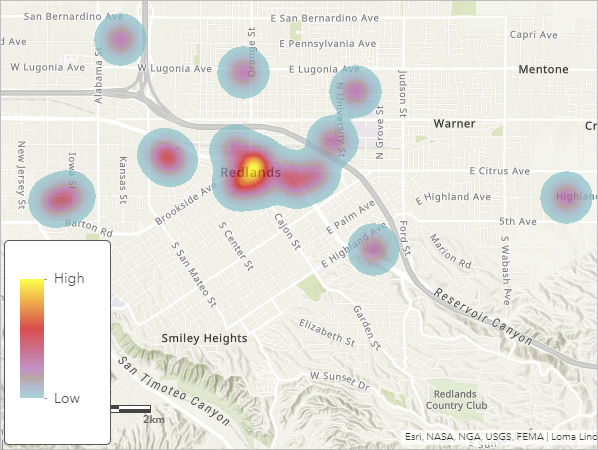 San Bernardino Ave
E San Bernardino Ave
Orange St
Capri Ave
E Pennsylvania Ave
W Lugonia Ave
W Lugonia Ave
E Lugonia Ave
Mentone
Alabama St
Judson St
N University St
N Grove St
Warner
New Jersey St
Iowa St
Kansas St
Redlands
E Citrus Ave
Brookside Ave
E Highland Ave
Highland
5th Ave
Barton Rd
E Palm Ave
Cajon St
S Center St
E Highland Ave
Ford St
Marion Rd
S Wabash Ave
S San Mateo St
High
Low
Reservoir Canyon
Garden St
Elizabeth St
Smiley Heights
San Timoteo Canyon
W Sunset Dr
Redlands
Country Club
2km
Esri, NASA, NGA, USGS, FEMA | Loma Lind